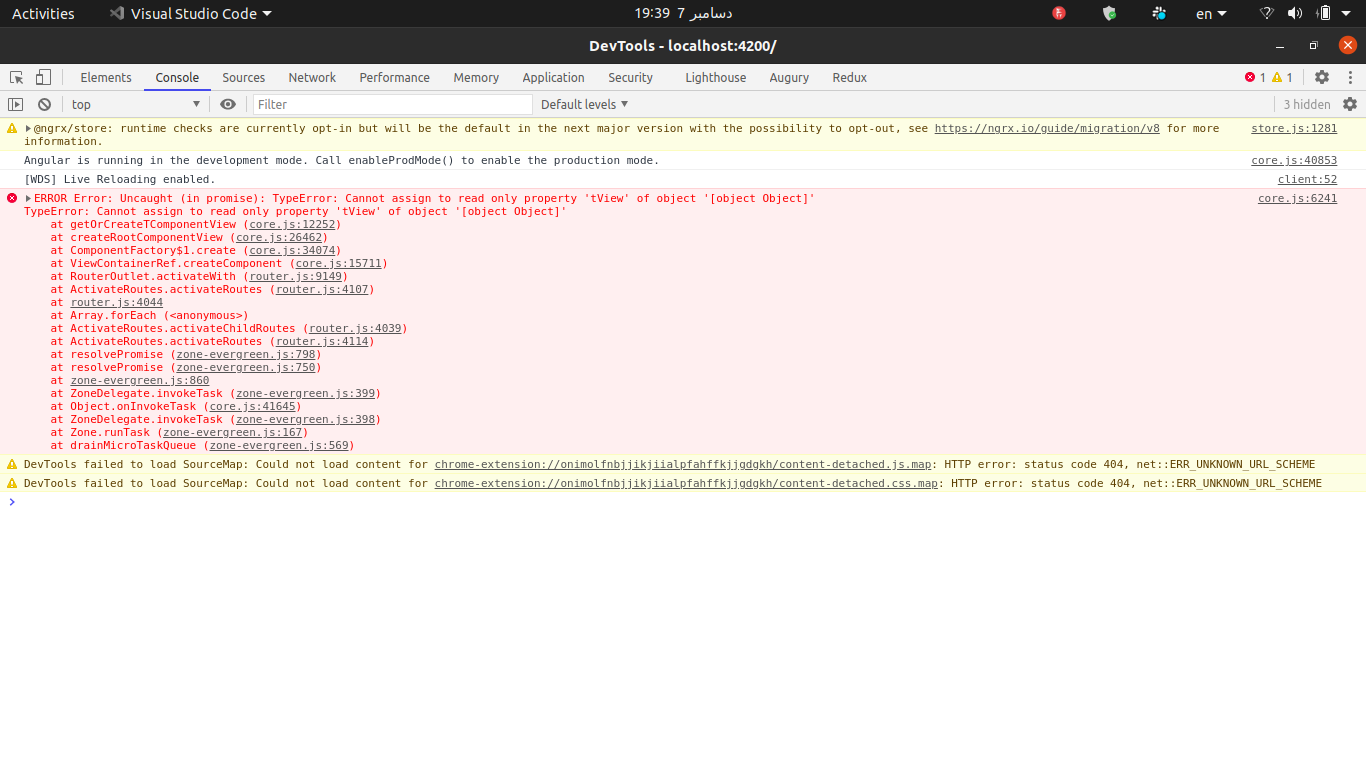 Activities Visual Studio Code 19:39 7 دسامبر en
DevTools - localhost:4200/
Elements Console Sources Network Performance Memory Application Security Lighthouse Augury Redux 1 1
top Filter Default levels 3 hidden
@ngrx/store: runtime checks are currently opt-in but will be the default in the next major version with the possibility to opt-out, see https://ngrx.io/guide/migration/v8 for more store.js:1281
information.
Angular is running in the development mode. Call enableProdMode() to enable the production mode. core.js:40853
[WDS] Live Reloading enabled. client:52
ERROR Error: Uncaught (in promise): TypeError: Cannot assign to read only property 'tView' of object '[object Object]' core.js:6241
TypeError: Cannot assign to read only property 'tView' of object '[object Object]'
at getOrCreateTComponentView (core.js:12252)
at createRootComponentView (core.js:26462)
at ComponentFactory$1.create (core.js:34074)
at ViewContainerRef.createComponent (core.js:15711)
at RouterOutlet.activateWith (router.js:9149)
at ActivateRoutes.activateRoutes (router.js:4107)
at router.js:4044
at Array.forEach (<anonymous>)
at ActivateRoutes.activateChildRoutes (router.js:4039)
at ActivateRoutes.activateRoutes (router.js:4114)
at resolvePromise (zone-evergreen.js:798)
at resolvePromise (zone-evergreen.js:750)
at zone-evergreen.js:860
at ZoneDelegate.invokeTask (zone-evergreen.js:399)
at Object.onInvokeTask (core.js:41645)
at ZoneDelegate.invokeTask (zone-evergreen.js:398)
at Zone.runTask (zone-evergreen.js:167)
at drainMicroTaskQueue (zone-evergreen.js:569)
DevTools failed to load SourceMap: Could not load content for chrome-extension://onimolfnbjjikjiialpfahffkjjgdgkh/content-detached.js.map: HTTP error: status code 404, net::ERR_UNKNOWN_URL_SCHEME
DevTools failed to load SourceMap: Could not load content for chrome-extension://onimolfnbjjikjiialpfahffkjjgdgkh/content-detached.css.map: HTTP error: status code 404, net::ERR_UNKNOWN_URL_SCHEME